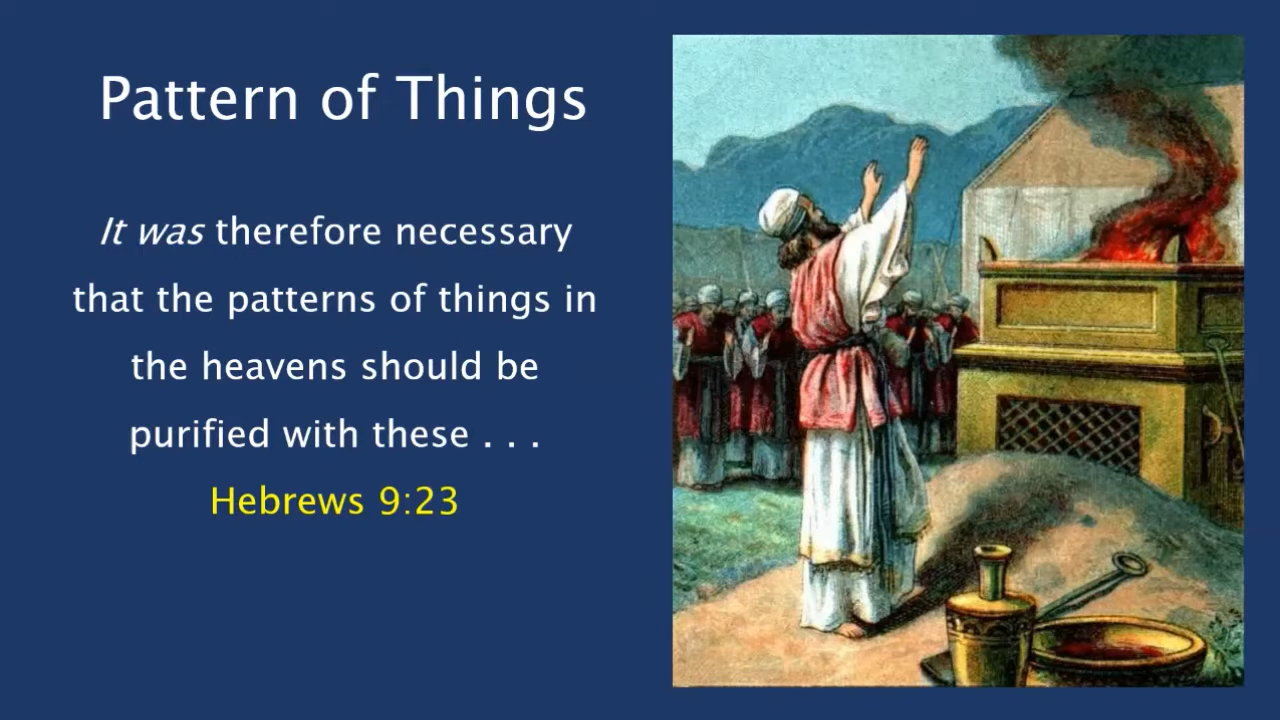 Pattern of Things
It was therefore necessary
that the patterns of things in
the heavens should be
purified with these . . .
Hebrews 9:23